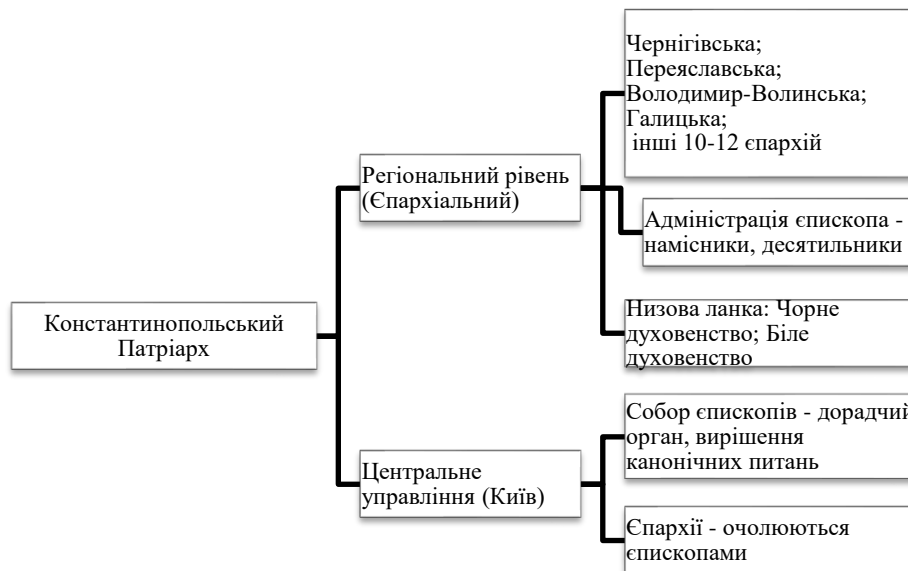 Константинопольський
Патріарх
Регіональний рівень
(Єпархіальний)
Чернігівська;
Переяславська;
Володимир-Волинська;
Галицька;
інші 10-12 єпархій
Адміністрація єпископа -
намісники, десятильники
Низова ланка: Чорне
духовенство; Біле
духовенство
Центральне
управління (Київ)
Собор єпископів - дорадчий
орган, вирішення
канонічних питань
Єпархії - очолюються
єпископами